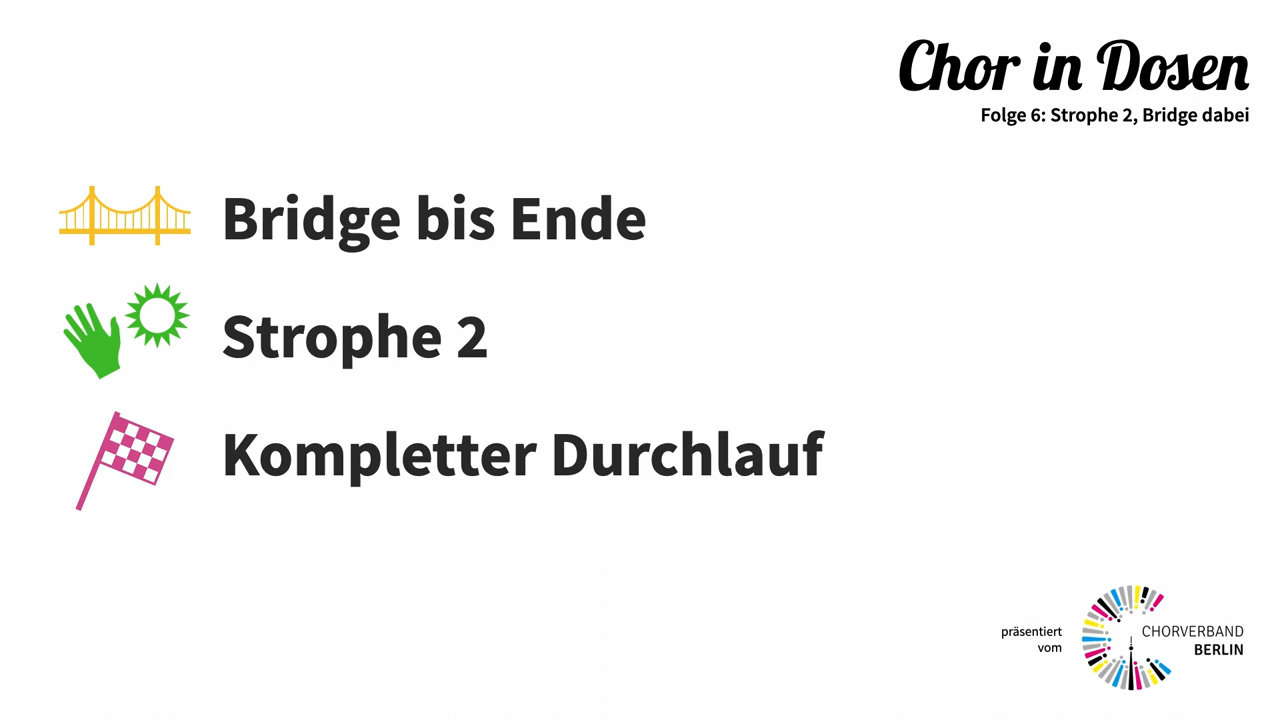 Chor in Dosen
Folge 6: Strophe 2, Bridge dabei
Bridge bis Ende
Strophe 2
Kompletter Durchlauf
präsentiert
vom
CHORVERBAND
BERLIN